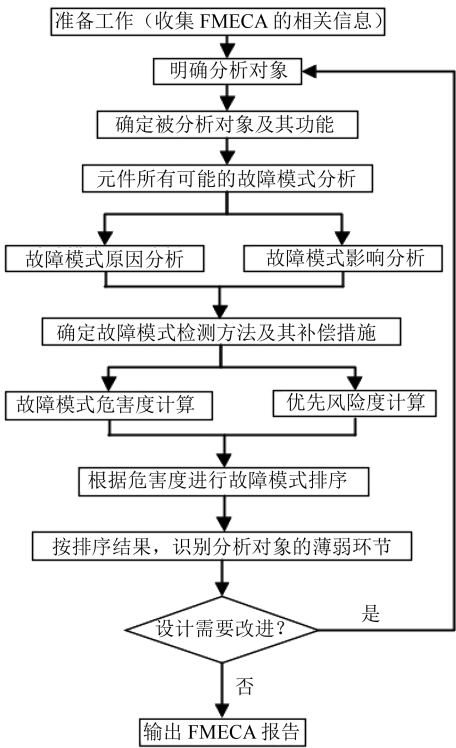 准备工作（收集 FMECA 的相关信息）
明确分析对象
确定被分析对象及其功能
元件所有可能的故障模式分析
故障模式原因分析
故障模式影响分析
确定故障模式检测方法及其补偿措施
故障模式危害度计算
优先风险度计算
根据危害度进行故障模式排序
按排序结果，识别分析对象的薄弱环节
设计需要改进？
是
否
输出 FMECA 报告